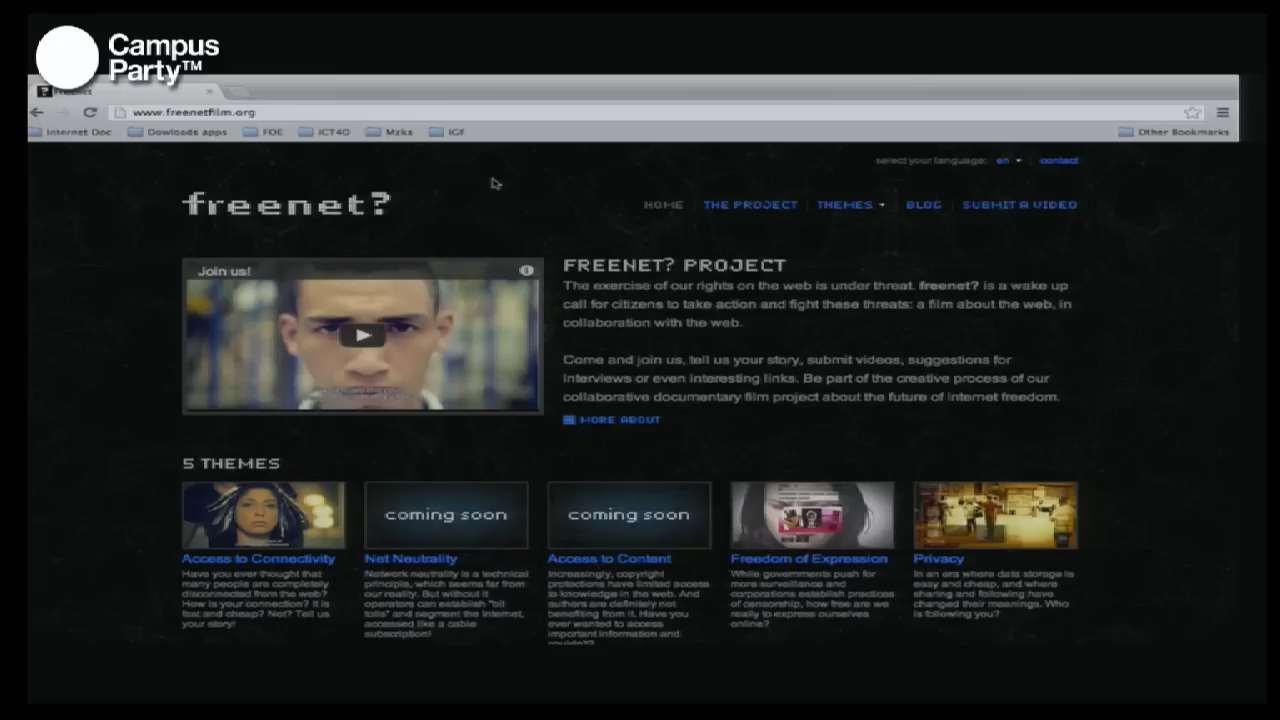 Campus
Party™
freenet
www.freenetfilm.org
Internet Doc
Dowloads apps
FOE
ICT4D
Mzks
IGF
Other Bookmarks
select your language: en
contact
freenet?
HOME
THE PROJECT
THEMES
BLOG
SUBMIT A VIDEO
Join us!
FREENET? PROJECT
The exercise of our rights on the web is under threat. freenet? is a wake up
call for citizens to take action and fight these threats: a film about the web, in
collaboration with the web.
Come and join us, tell us your story, submit videos, suggestions for
interviews or even interesting links. Be part of the creative process of our
collaborative documentary film project about the future of internet freedom.
MORE ABOUT
5 THEMES
coming soon
coming soon
Access to Connectivity
Have you ever thought that
many people are completely
disconnected from the web?
How is your connection? It is
fast and cheap? Not? Tell us
your story!
Net Neutrality
Network neutrality is a technical
principle, which seems far from
our reality. But without it
operators can establish "bit
tolls" and segment the internet,
accessed like a cable
subscription!
Access to Content
Increasingly, copyright
protections have limited access
to knowledge in the web. And
authors are definitely not
benefiting from it. Have you
ever wanted to access
important information and
Freedom of Expression
While governments push for
more surveillance and
corporations establish practices
of censorship, how free are we
really to express ourselves
online?
Privacy
In an era where data storage is
easy and cheap, and where
sharing and following have
changed their meanings. Who
is following you?